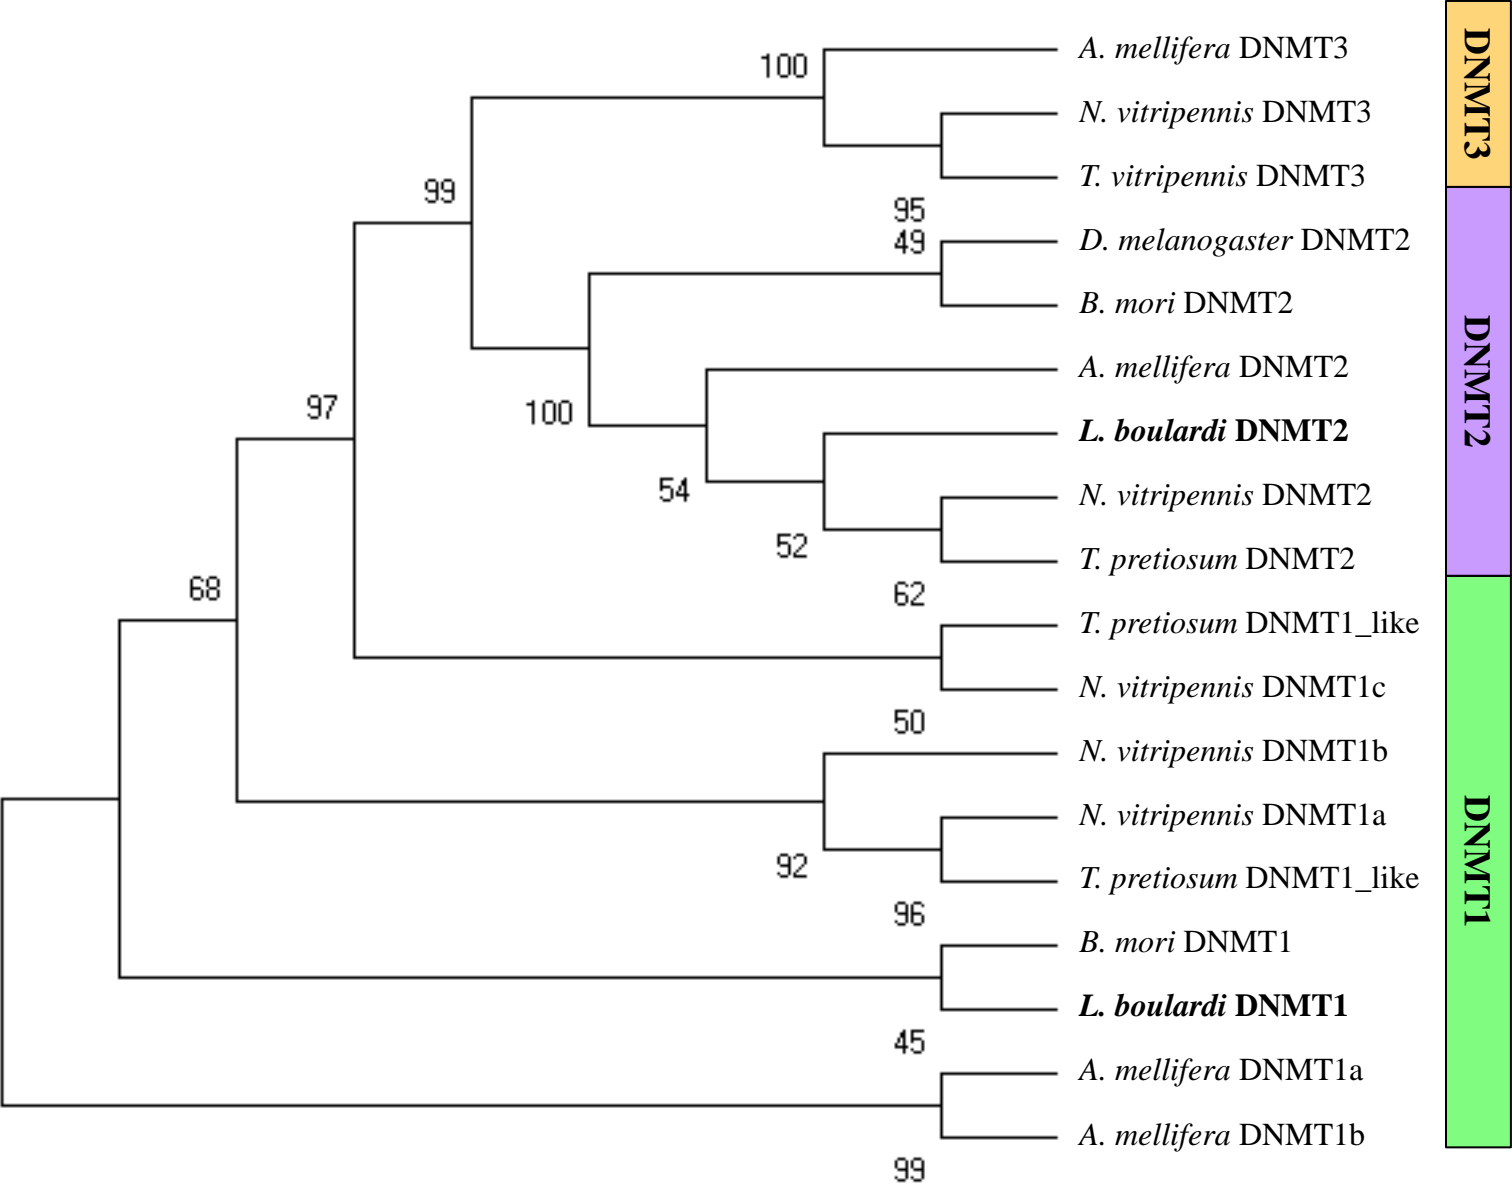 100
A. mellifera DNMT3
N. vitripennis DNMT3
T. vitripennis DNMT3
DNMT3
99
95
49
D. melanogaster DNMT2
B. mori DNMT2
A. mellifera DNMT2
97
100
L. boulardi DNMT2
54
N. vitripennis DNMT2
52
T. pretiosum DNMT2
DNMT2
68
62
T. pretiosum DNMT1_like
N. vitripennis DNMT1c
50
N. vitripennis DNMT1b
N. vitripennis DNMT1a
92
T. pretiosum DNMT1_like
96
B. mori DNMT1
L. boulardi DNMT1
45
A. mellifera DNMT1a
A. mellifera DNMT1b
99
DNMT1